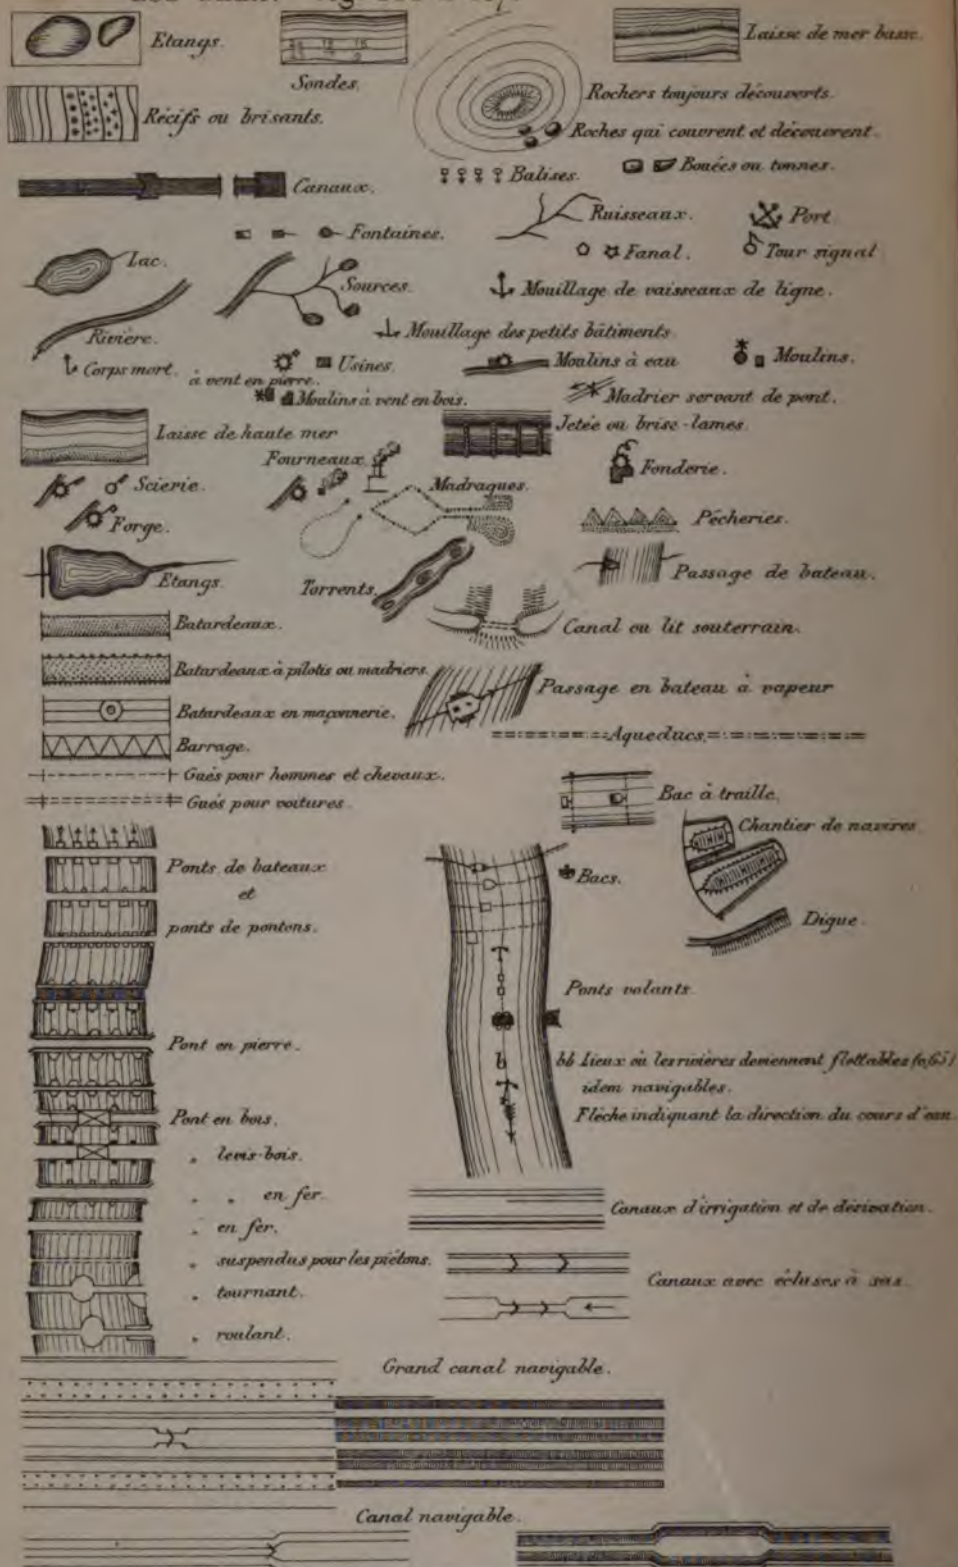 Etangs.
Sondes.
Laisse de mer basse.
Récifs ou brisants.
Rochers toujours découverts.
Roches qui couvrent et découvrent.
Canaux.
Balises.
Bouées ou tonnes.
Fontaines.
Ruisseaux.
Port
Fanal.
Tour signal
Lac.
Sources.
Mouillage de vaisseaux de ligne.
Rivière.
Mouillage des petits bâtiments
Corps mort.
Usines.
Moulins à eau
Moulins.
à vent en pierre.
Moulins à vent en bois.
Madrier servant de pont.
Laisse de haute mer
Jetée ou brise-lames.
Fourneaux.
Fonderie.
Scierie.
Madraques.
Forge.
Pêcheries.
Etangs.
Torrents.
Passage de bateau.
Batardeaux.
Canal ou lit souterrain.
Batardeaux à pilotis ou madriers.
Passage en bateau à vapeur
Batardeaux en maçonnerie.
Aqueducs.
Barrage.
Gués pour hommes et chevaux.
Gués pour voitures.
Bac à traille.
Chantier de navires.
Ponts de bateaux
et
ponts de pontons.
Bacs.
Digue.
Ponts volants.
Pont en pierre.
b
bb Lieux où les rivières deviennent flottables (0,65)
idem navigables.
Flèche indiquant la direction du cours d'eau.
Pont en bois.
" levis-bois.
" " en fer.
" en fer.
" suspendus pour les piétons.
" tournant.
" roulant.
Canaux d'irrigation et de dérivation.
Canaux avec écluses à sas.
Grand canal navigable.
Canal navigable.